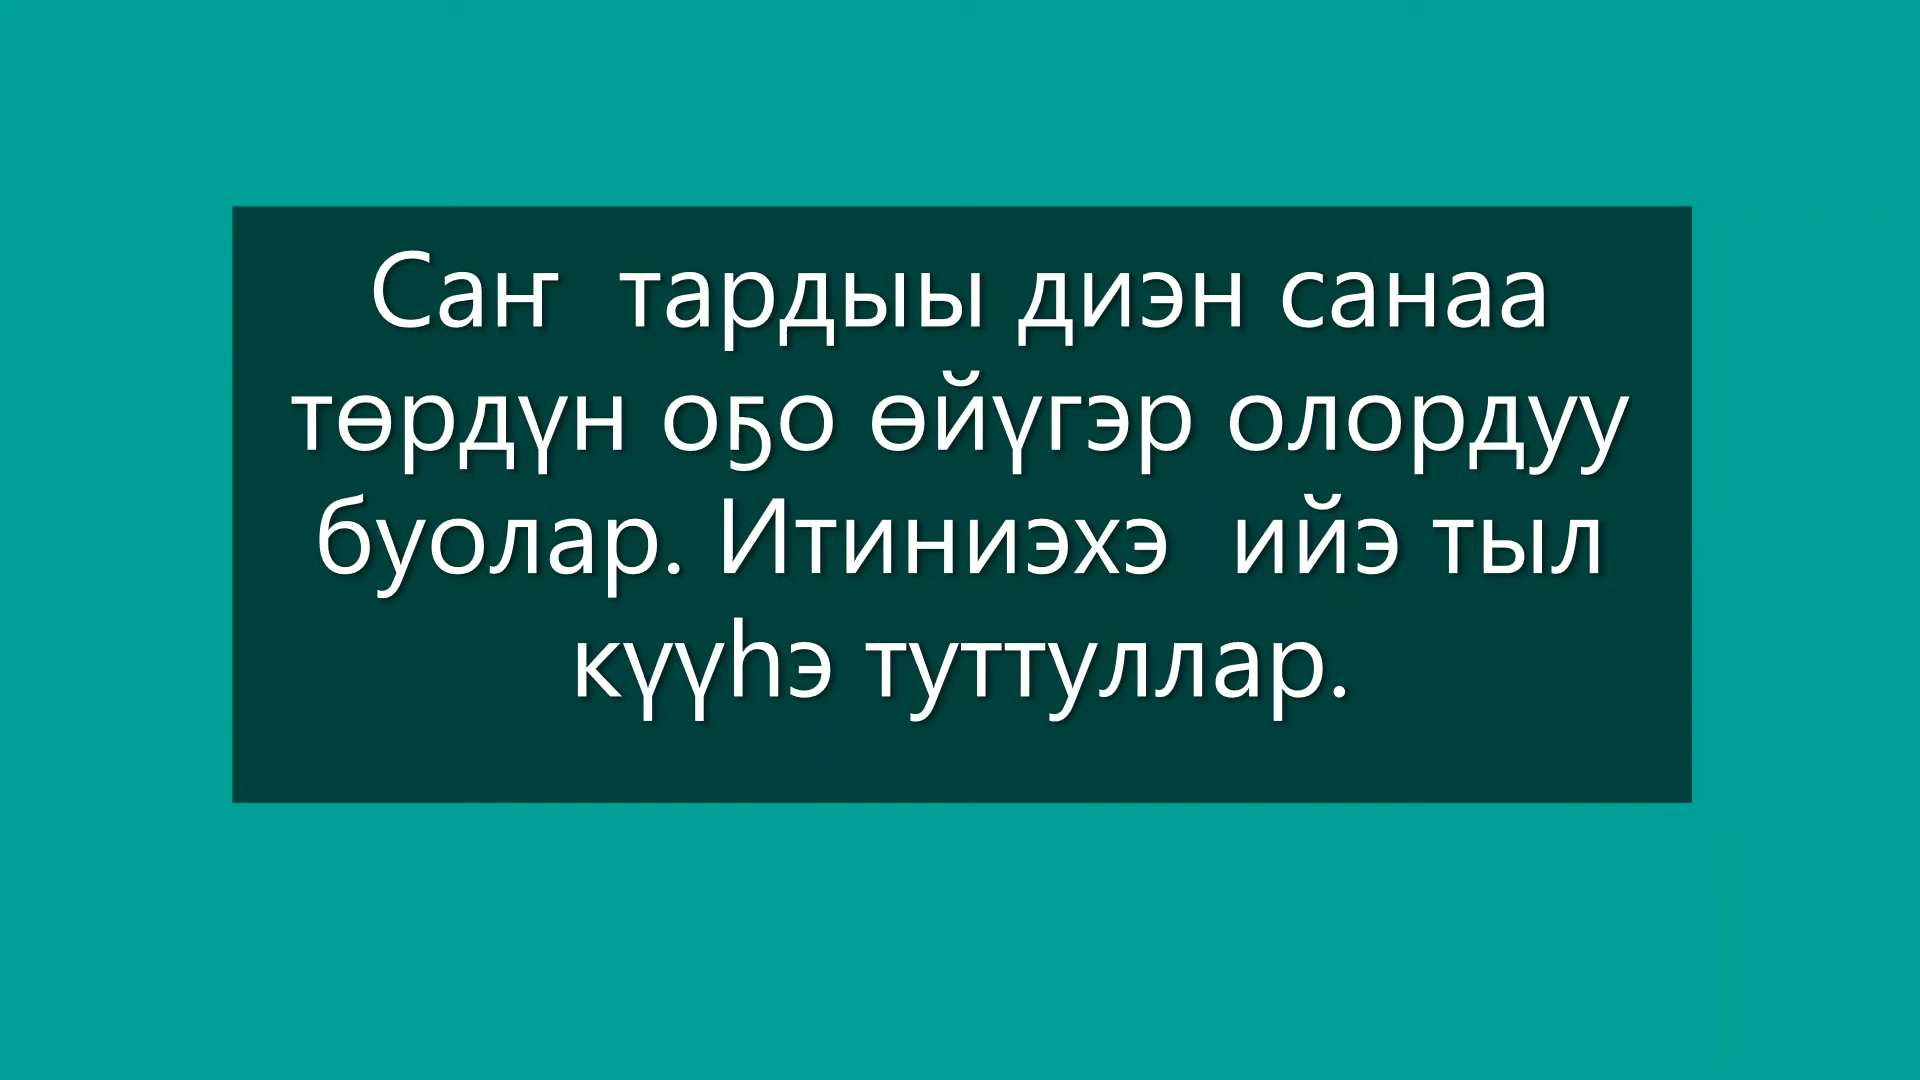 Саҥ  тардыы диэн санаа
төрдүн оҕо өйүгэр олордуу
буолар. Итиниэхэ  ийэ тыл
күүһэ туттуллар.